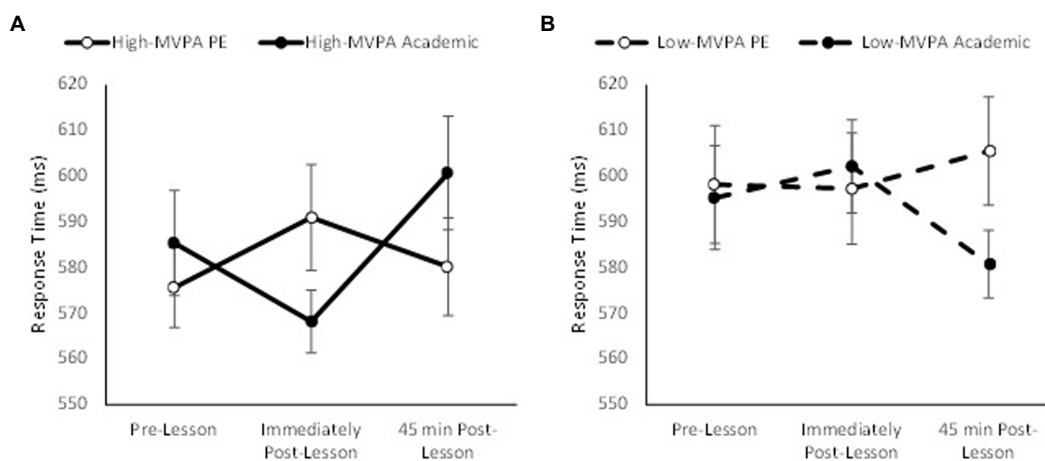 A
High-MVPA PE High-MVPA Academic
620
610
600
590
580
570
560
550
Response Time (ms)
Pre-Lesson
Immediately
Post-Lesson
45 min Post-
Lesson
B
Low-MVPA PE Low-MVPA Academic
620
610
600
590
580
570
560
550
Response Time (ms)
Pre-Lesson
Immediately
Post-Lesson
45 min Post-
Lesson